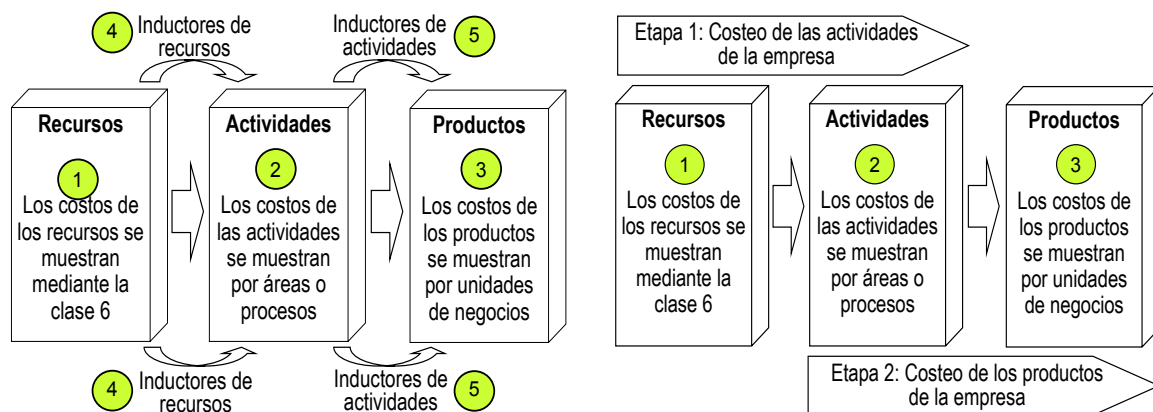 4
Inductores de
recursos
Inductores de
actividades
5
Recursos
1
Los costos de
los recursos se
muestran
mediante la
clase 6
Actividades
2
Los costos de
las actividades
se muestran
por áreas o
procesos
Productos
3
Los costos de
los productos
se muestran
por unidades
de negocios
4
Inductores de
recursos
Inductores de
actividades
5
Etapa 1: Costeo de las actividades
de la empresa
Recursos
1
Los costos de
los recursos se
muestran
mediante la
clase 6
Actividades
2
Los costos de
las actividades
se muestran
por áreas o
procesos
Productos
3
Los costos de
los productos
se muestran
por unidades
de negocios
Etapa 2: Costeo de los productos
de la empresa